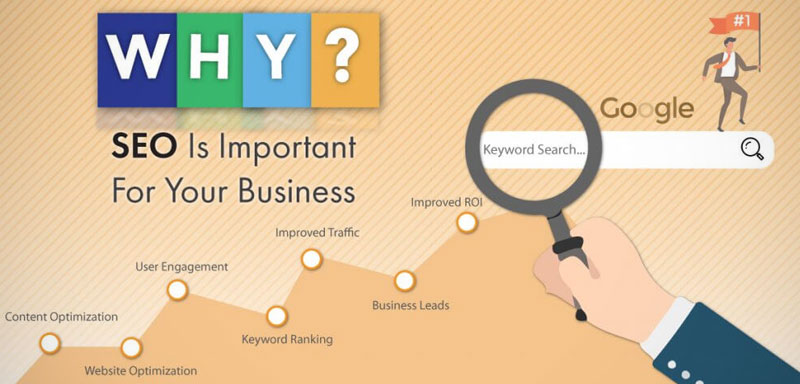 WHY?
SEO Is Important
For Your Business
#1
Google
Keyword Search...
Improved ROI
Improved Traffic
User Engagement
Business Leads
Content Optimization
Keyword Ranking
Website Optimization